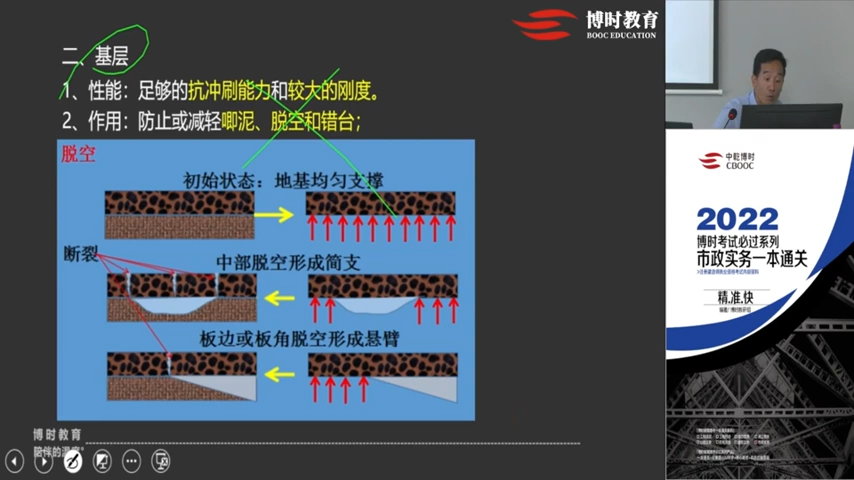 二、基层
1、性能：足够的抗冲刷能力和较大的刚度。
2、作用：防止或减轻唧泥、脱空和错台；
脱空
初始状态：地基均匀支撑
断裂
中部脱空形成简支
板边或板角脱空形成悬臂
博时教育
陪伴的温度
博时教育
BOOC EDUCATION
中乾博时
CBOOC
2022
博时考试必过系列
市政实务一本通关
精,准,快